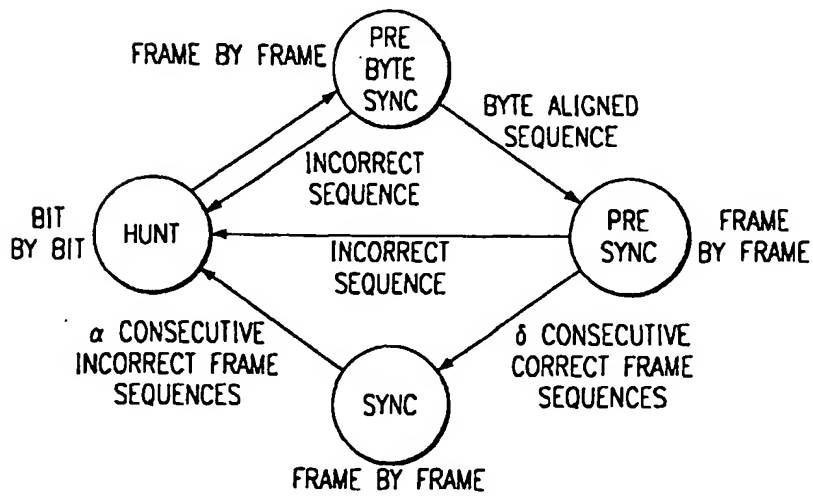 FRAME BY FRAME
PRE
BYTE
SYNC
BYTE ALIGNED
SEQUENCE
INCORRECT
SEQUENCE
BIT
BY BIT
HUNT
PRE
SYNC
FRAME
BY FRAME
INCORRECT
SEQUENCE
α CONSECUTIVE
INCORRECT FRAME
SEQUENCES
δ CONSECUTIVE
CORRECT FRAME
SEQUENCES
SYNC
FRAME BY FRAME